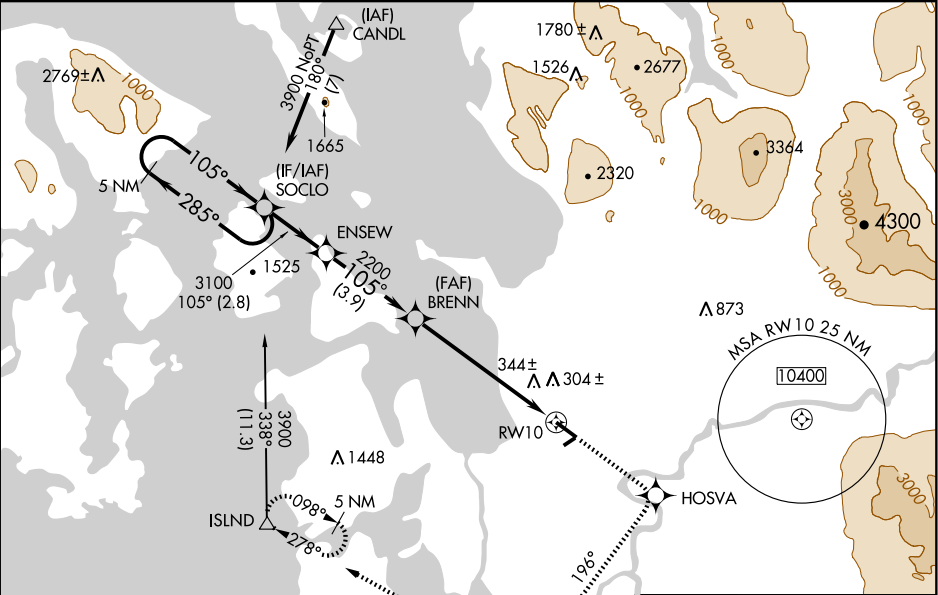 (IAF)
CANDL
3900 NoPT
180°
(7)
1665
2769±
1000
1780±
1526
2677
1000
3364
1000
2320
3000
4300
1000
1000
105°
5 NM
285°
(IF/IAF)
SOCLO
ENSEW
1525
3100
105° (2.8)
2200
105°
(3.9)
(FAF)
BRENN
873
MSA RW10 25 NM
10400
344±
304±
RW10
3900
338°
(11.3)
1448
3000
ISLND
098°
5 NM
278°
HOSVA
196°